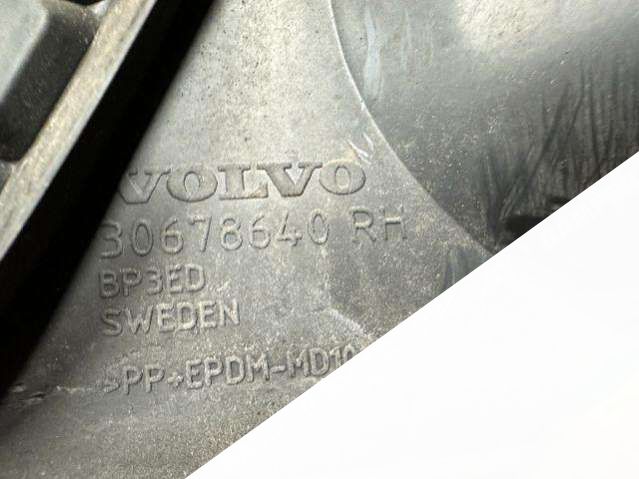 VOLVO
30678640 RH
BP3ED
SWEDEN
>PP+EPDM-MD10